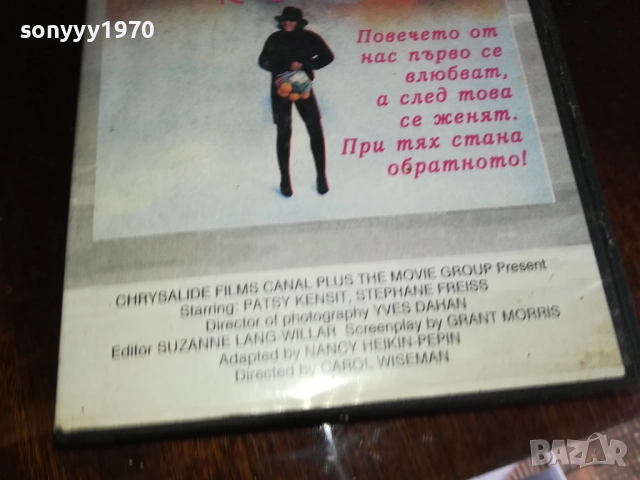 sonyyy1970
Повечето от
нас първо се
влюбват,
а след това
се женят.
При тях стана
обратното!
CHRYSALIDE FILMS CANAL PLUS THE MOVIE GROUP Present
Starring: PATSY KENSIT, STEPHANE FREISS
Director of photography YVES DAHAN
Editor SUZANNE LANG-WILLAR Screenplay by GRANT MORRIS
Adapted by NANCY HEIKIN-PEPIN
Directed by CAROL WISEMAN
BAZAR